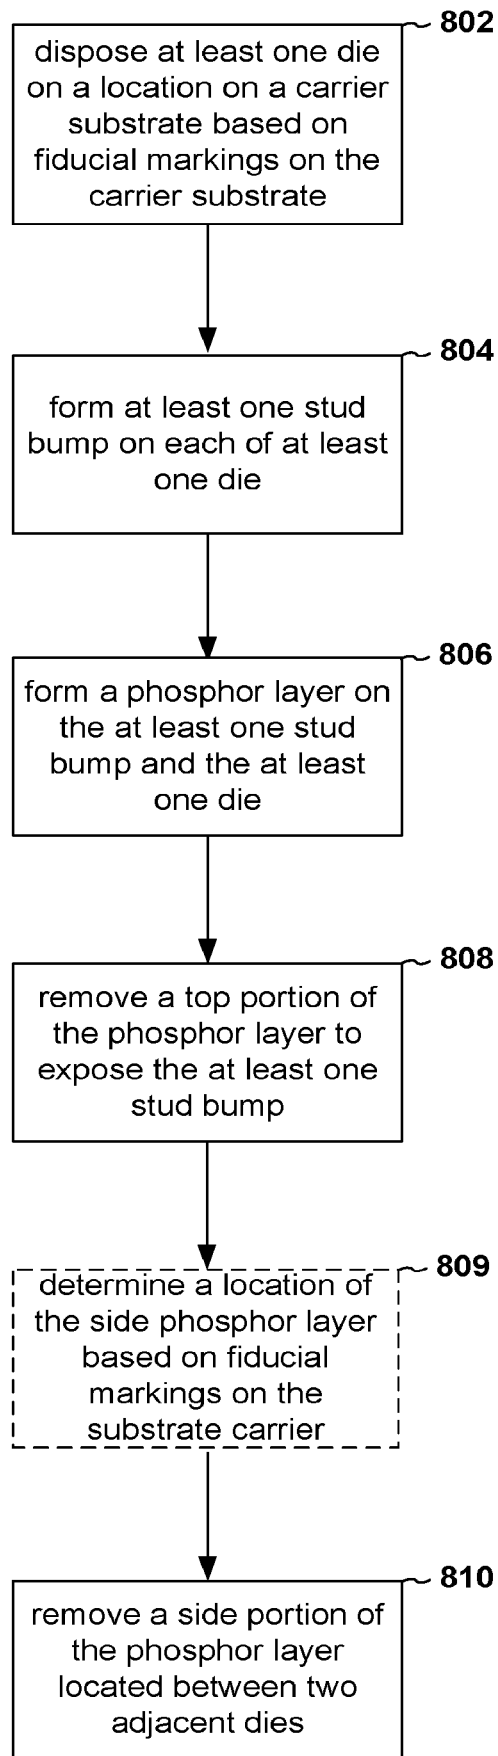 802
dispose at least one die
on a location on a carrier
substrate based on
fiducial markings on the
carrier substrate
804
form at least one stud
bump on each of at least
one die
806
form a phosphor layer on
the at least one stud
bump and the at least
one die
808
remove a top portion of
the phosphor layer to
expose the at least one
stud bump
809
determine a location of
the side phosphor layer
based on fiducial
markings on the
substrate carrier
810
remove a side portion of
the phosphor layer
located between two
adjacent dies